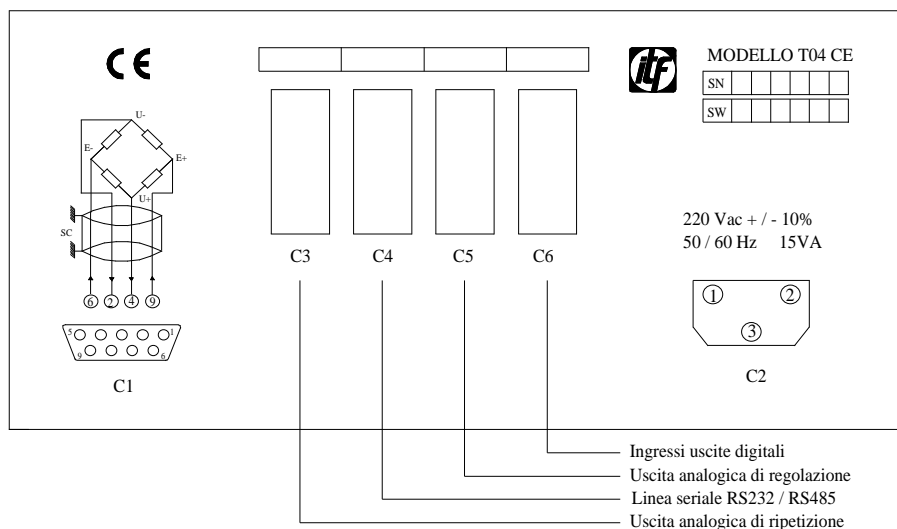 CE
itf
MODELLO T04 CE
SN
SW
U-
E-
E+
U+
SC
6 2 4 9
5 1
9 6
C1
C3 C4 C5 C6
220 Vac + / - 10%
50 / 60 Hz 15VA
1 2
3
C2
Ingressi uscite digitali
Uscita analogica di regolazione
Linea seriale RS232 / RS485
Uscita analogica di ripetizione